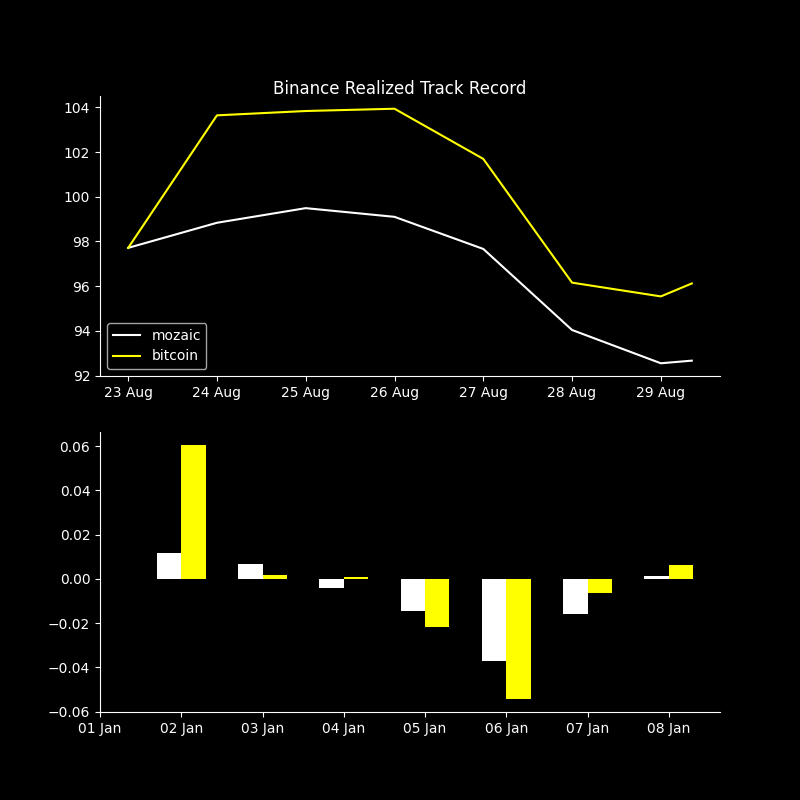 Binance Realized Track Record
104
102
100
98
96
94
92
mozaic
bitcoin
23 Aug 24 Aug 25 Aug 26 Aug 27 Aug 28 Aug 29 Aug
0.06
0.04
0.02
0.00
−0.02
−0.04
−0.06
01 Jan 02 Jan 03 Jan 04 Jan 05 Jan 06 Jan 07 Jan 08 Jan